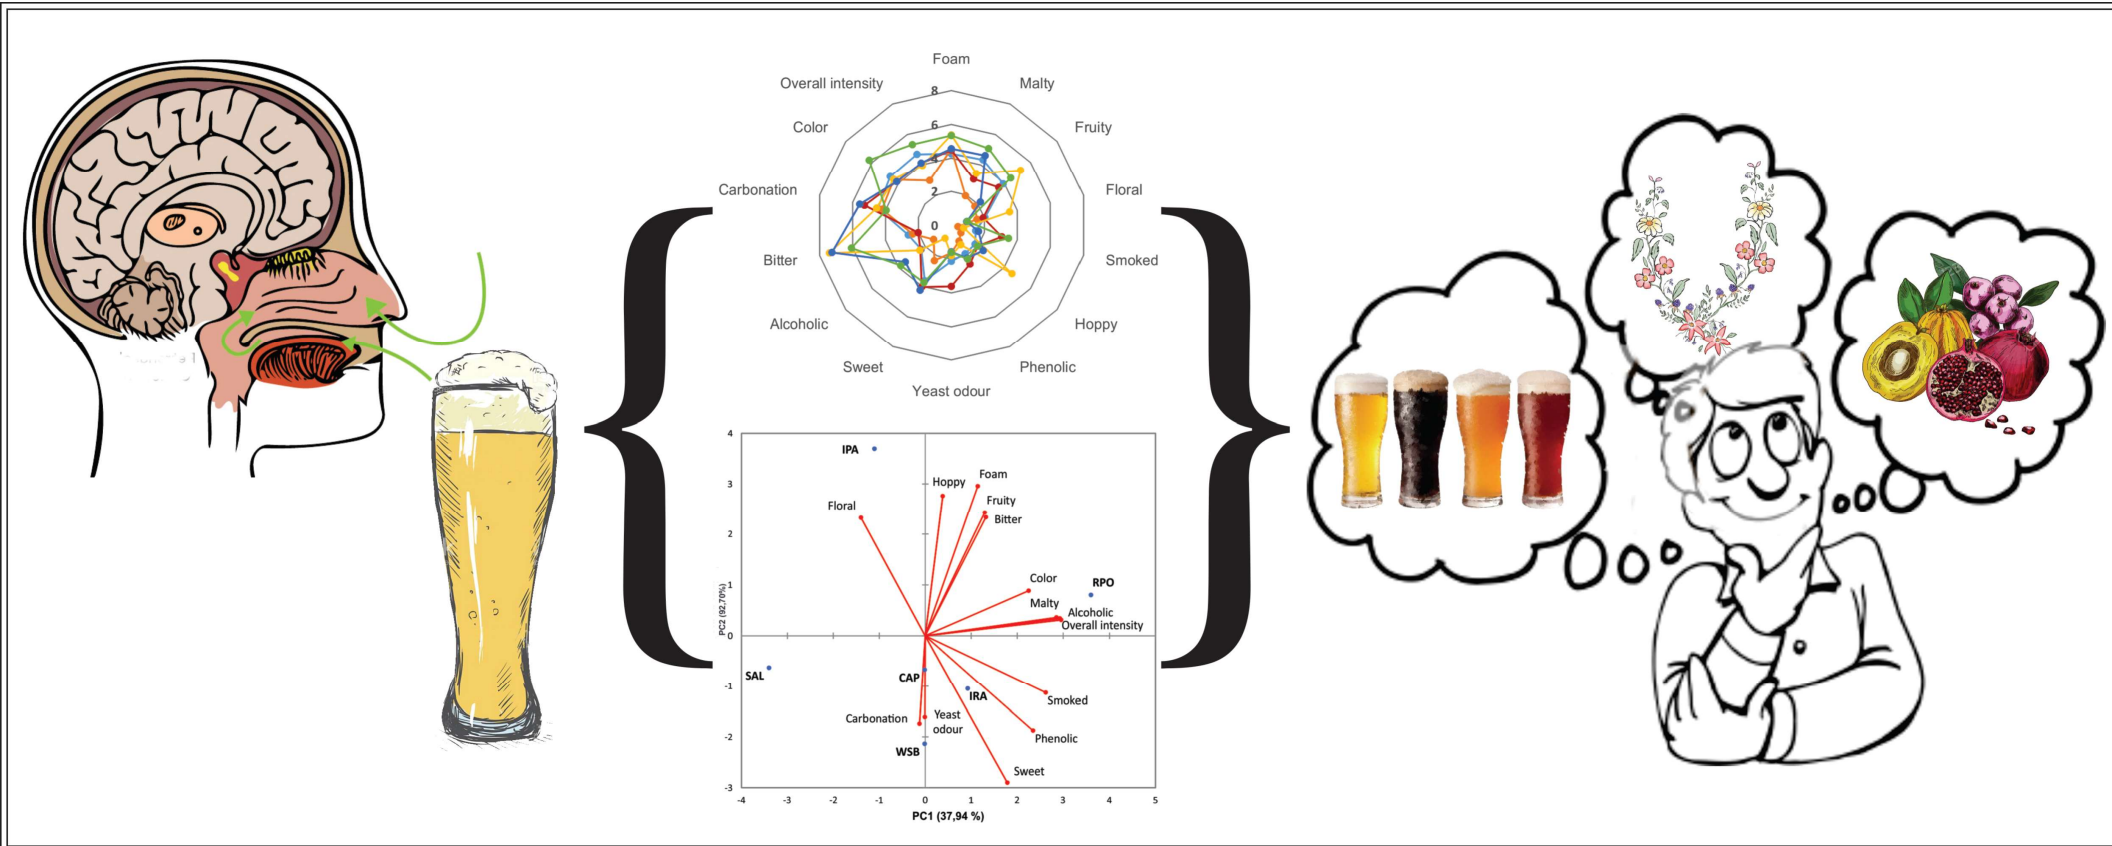 Foam
Overall intensity
Malty
8
Color
Fruity
6
4
Carbonation
Floral
2
0
Bitter
Smoked
Alcoholic
Hoppy
Sweet
Phenolic
Yeast odour
4
IPA
3
Hoppy
Foam
Floral
Fruity
Bitter
2
1
Color
RPO
Malty
Alcoholic
Overall intensity
PC2 (92,70%)
0
SAL
CAP
-1
IRA
Smoked
Carbonation
Yeast
odour
-2
Phenolic
WSB
Sweet
-3
-4 -3 -2 -1 0 1 2 3 4 5
PC1 (37,94 %)